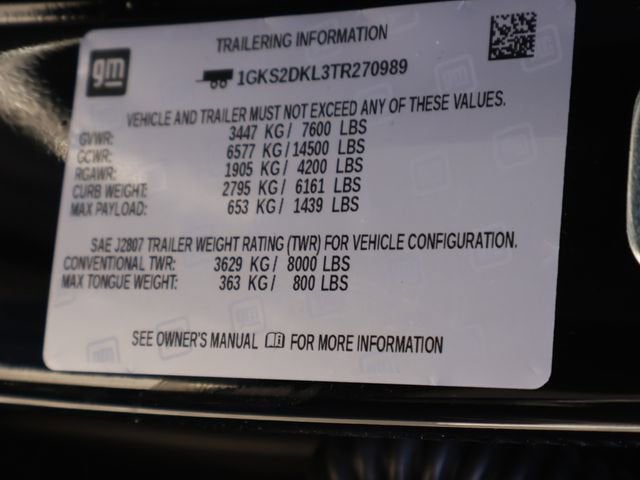 gm
TRAILERING INFORMATION
1GKS2DKL3TR270989
VEHICLE AND TRAILER MUST NOT EXCEED ANY OF THESE VALUES.
GVWR: 3447 KG/ 7600 LBS
GCWR: 6577 KG/14500 LBS
RGAWR: 1905 KG/ 4200 LBS
CURB WEIGHT: 2795 KG/ 6161 LBS
MAX PAYLOAD: 653 KG/ 1439 LBS
SAE J2807 TRAILER WEIGHT RATING (TWR) FOR VEHICLE CONFIGURATION.
CONVENTIONAL TWR: 3629 KG/ 8000 LBS
MAX TONGUE WEIGHT: 363 KG/ 800 LBS
SEE OWNER'S MANUAL FOR MORE INFORMATION